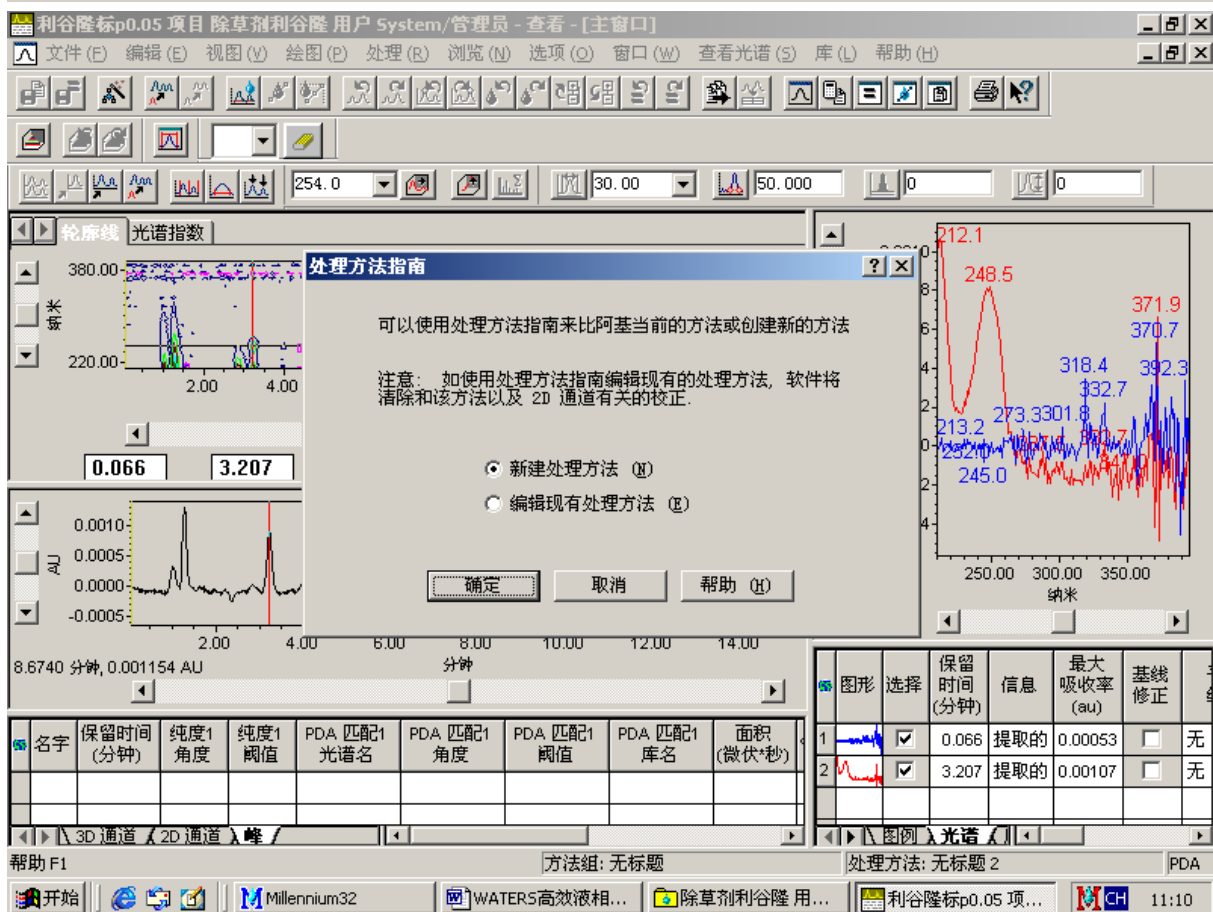 利谷隆标p0.05 项目 除草剂利谷隆 用户 System/管理员 - 查看 - [主窗口]
文件(F) 编辑(E) 视图(V) 绘图(P) 处理(R) 浏览(N) 选项(O) 窗口(W) 查看光谱(S) 库(L) 帮助(H)
254.0 30.00 50.000 0 0
轮廓线 光谱指数
380.00
纳米
220.00
2.00 4.00
0.066 3.207
处理方法指南
可以使用处理方法指南来比阿基当前的方法或创建新的方法
注意: 如使用处理方法指南编辑现有的处理方法, 软件将
清除和该方法以及 2D 通道有关的校正.
新建处理方法 (N)
编辑现有处理方法 (E)
确定 取消 帮助 (H)
212.1
248.5
371.9
370.7
318.4 392.3
332.7
273.3 301.8
213.2
245.0
250.00 300.00 350.00
纳米
AU
0.0010
0.0005
0.0000
-0.0005
2.00 4.00 6.00 8.00 10.00 12.00 14.00
分钟
8.6740 分钟, 0.001154 AU
名字 保留时间(分钟) 纯度1角度 纯度1阈值 PDA 匹配1光谱名 PDA 匹配1角度 PDA 匹配1阈值 PDA 匹配1库名 面积(微伏*秒)
3D 通道 2D 通道 峰
图形 选择 保留时间(分钟) 信息 最大吸收率(au) 基线修正
1 0.066 提取的 0.00053 无
2 3.207 提取的 0.00107 无
图例 光谱
帮助 F1 方法组: 无标题 处理方法: 无标题 2 PDA
开始 Millennium32 WATERS高效液相... 除草剂利谷隆 用... 利谷隆标p0.05 项... CH 11:10